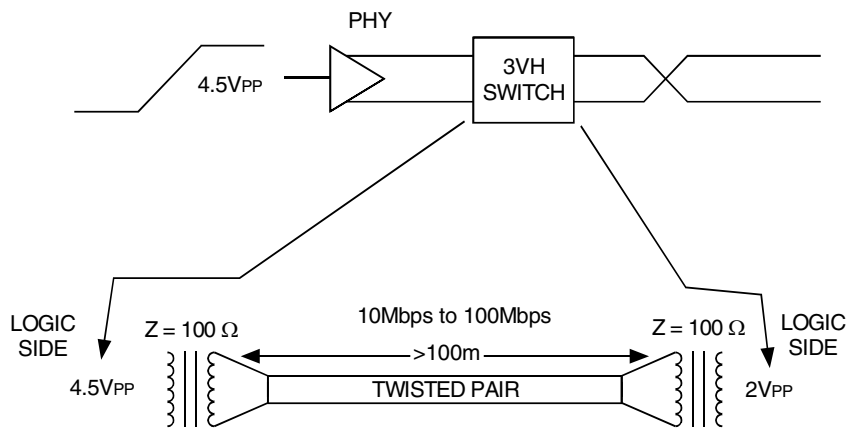 PHY
4.5VPP
3VH
SWITCH
LOGIC
SIDE
Z = 100 Ω
10Mbps to 100Mbps
Z = 100 Ω
LOGIC
SIDE
>100m
4.5VPP
TWISTED PAIR
2VPP